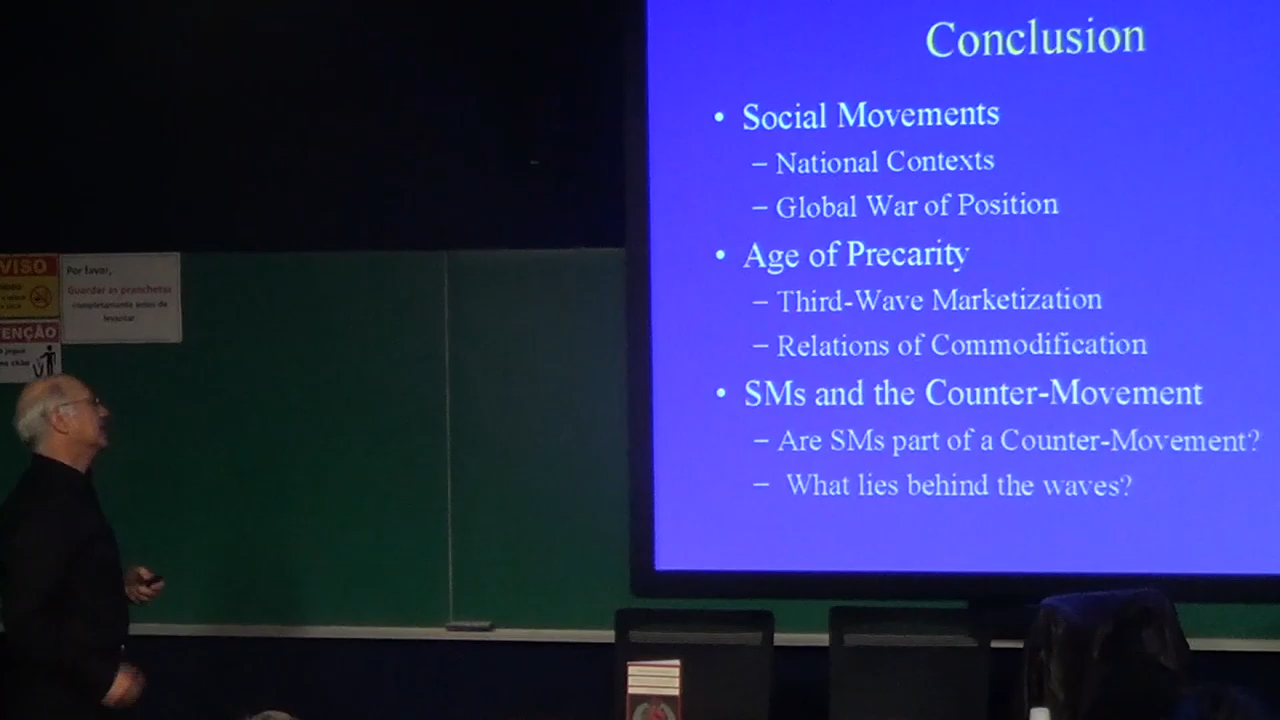 Conclusion
• Social Movements
– National Contexts
– Global War of Position
• Age of Precarity
– Third-Wave Marketization
– Relations of Commodification
• SMs and the Counter-Movement
– Are SMs part of a Counter-Movement?
– What lies behind the waves?
VISO
ENÇÃO
Por favor,
Guardar as pranchetas
completamente antes de
levantar